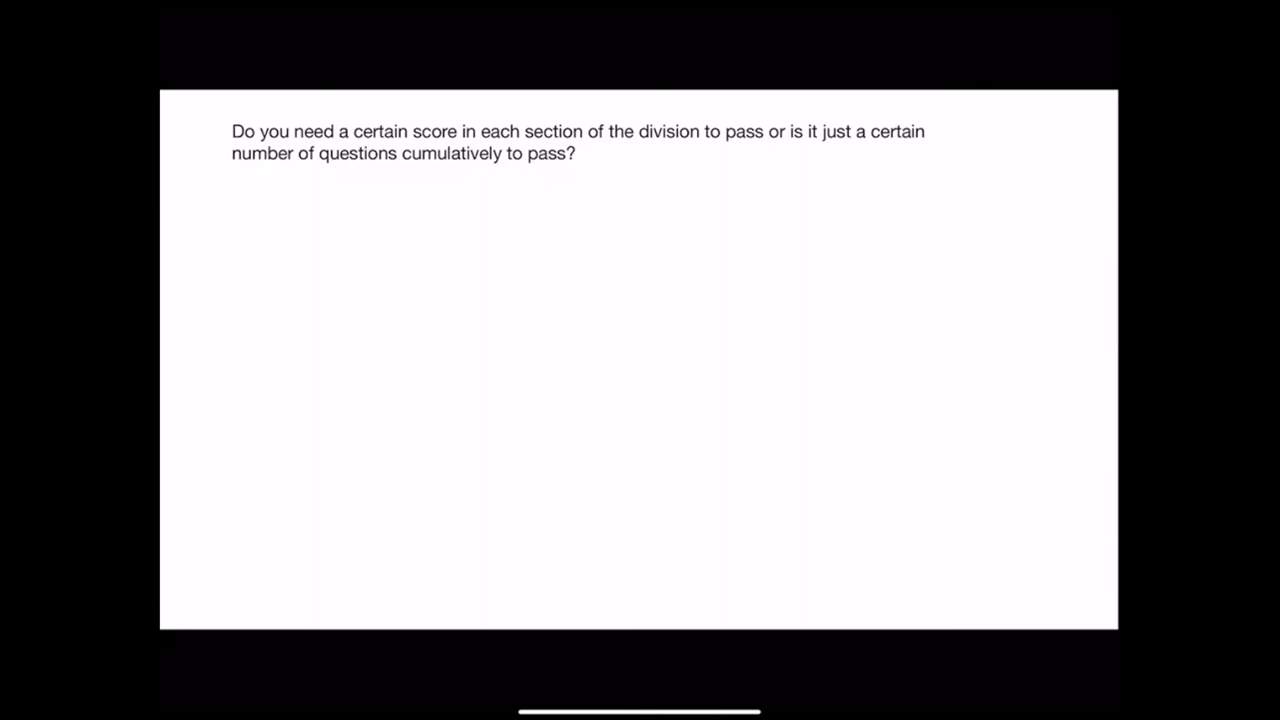 Do you need a certain score in each section of the division to pass or is it just a certain
number of questions cumulatively to pass?